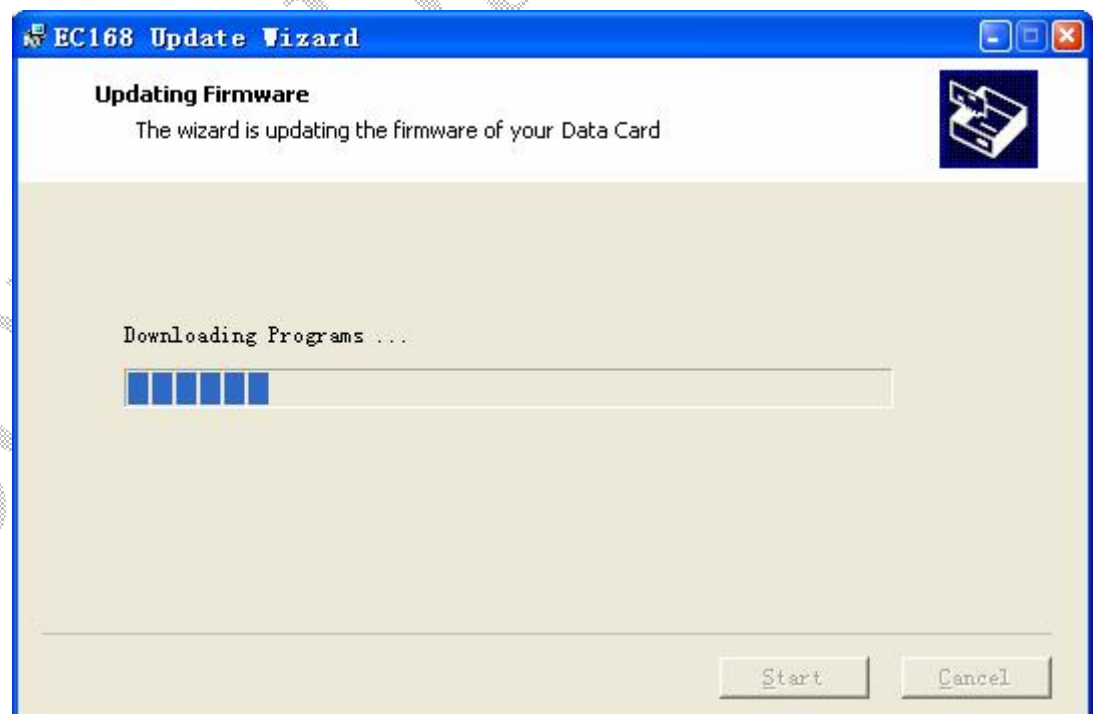 EC168 Update Wizard
Updating Firmware
The wizard is updating the firmware of your Data Card
Downloading Programs ...
Start
Cancel